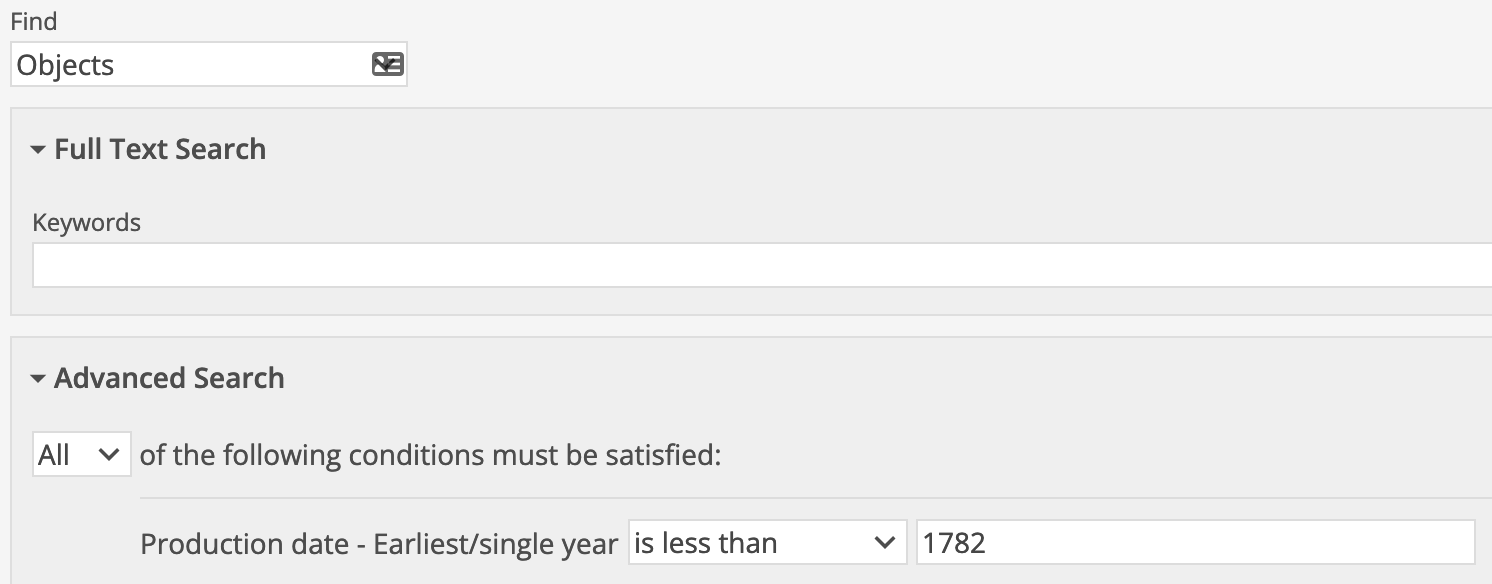 Find
Objects
Full Text Search
Keywords
Advanced Search
All of the following conditions must be satisfied:
Production date - Earliest/single year is less than 1782